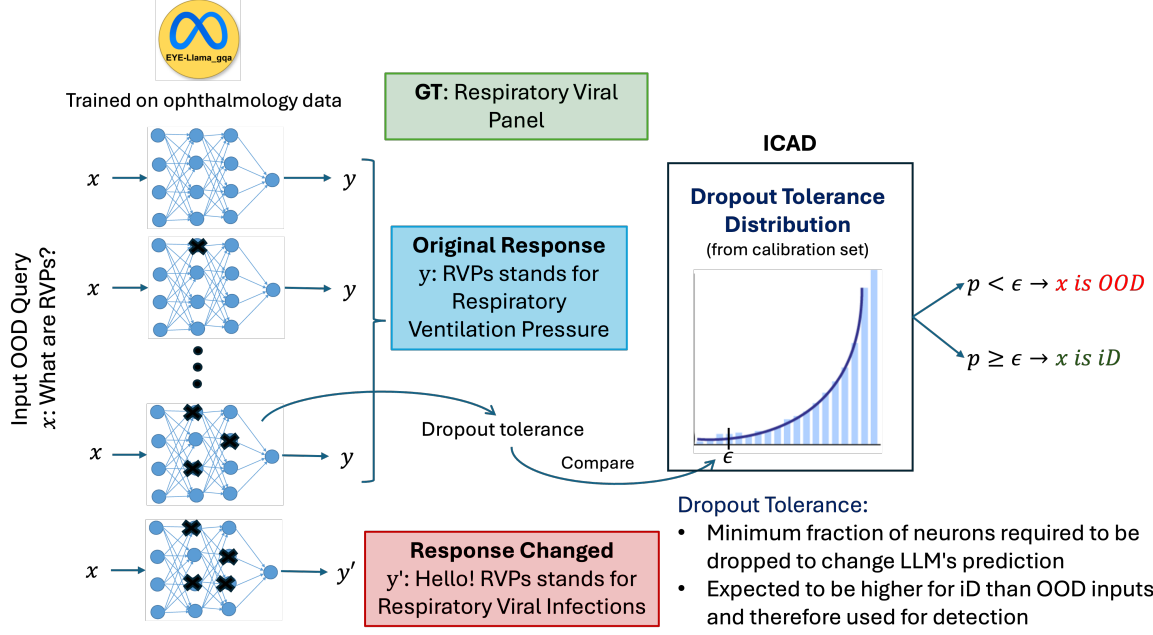 EYE-Llama_gqa
Trained on ophthalmology data
GT: Respiratory Viral
Panel
Input OOD Query
x: What are RVPs?
x
y
x
y
x
y
x
y′
Original Response
y: RVPs stands for
Respiratory
Ventilation Pressure
Dropout tolerance
Compare
Response Changed
y': Hello! RVPs stands for
Respiratory Viral Infections
ICAD
Dropout Tolerance
Distribution
(from calibration set)
ϵ
p < ϵ → x is OOD
p ≥ ϵ → x is iD
Dropout Tolerance:
• Minimum fraction of neurons required to be
dropped to change LLM's prediction
• Expected to be higher for iD than OOD inputs
and therefore used for detection